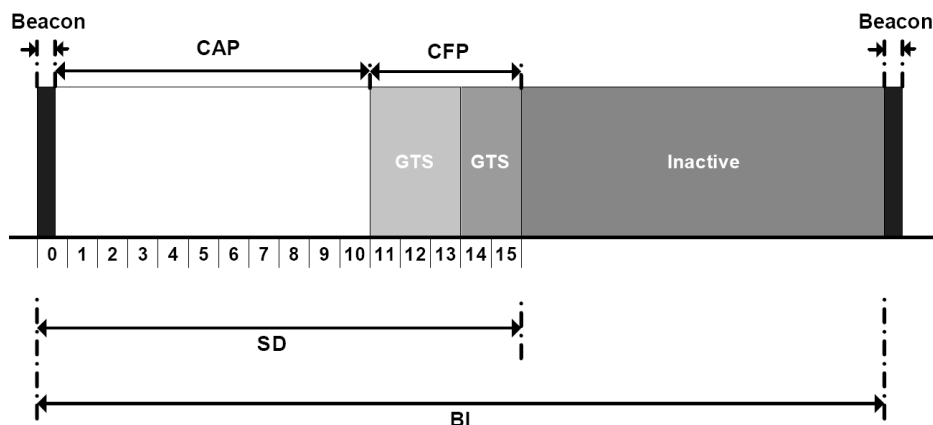 Beacon Beacon
CAP CFP
GTS GTS Inactive
0 1 2 3 4 5 6 7 8 9 10 11 12 13 14 15
SD
BI